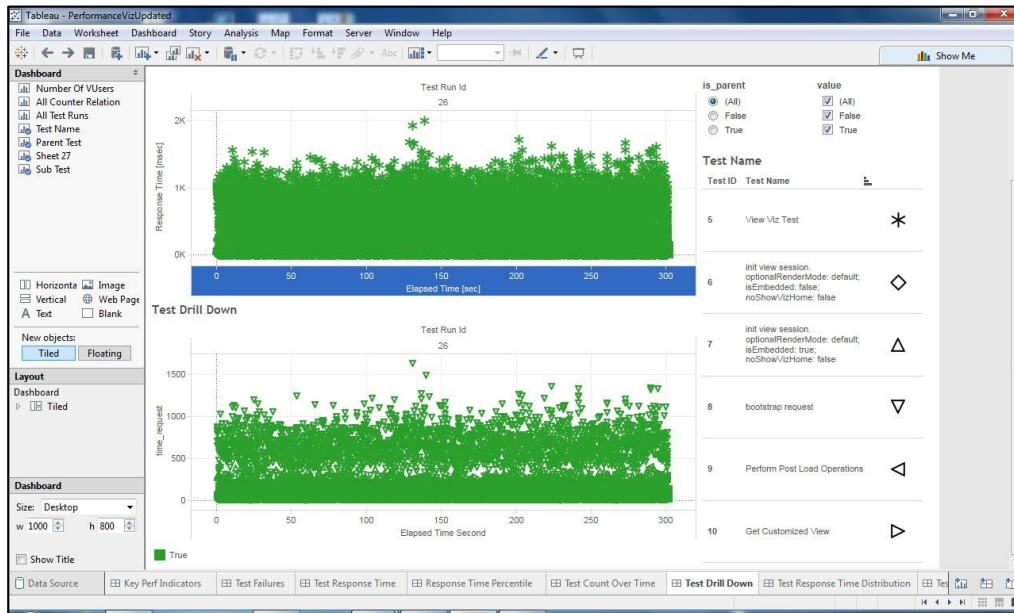 Tableau - PerformanceVizUpdated
File Data Worksheet Dashboard Story Analysis Map Format Server Window Help
Abc
Show Me
Dashboard
Number Of VUsers
All Counter Relation
All Test Runs
Test Name
Parent Test
Sheet 27
Sub Test
Horizonta Image
Vertical Web Page
A Text Blank
New objects:
Tiled Floating
Layout
Dashboard
Tiled
Dashboard
Size: Desktop
w 1000 h 800
Show Title
Test Run Id
26
Response Time [msec]
2K
1K
0K
0 50 100 150 200 250 300
Elapsed Time [sec]
Test Drill Down
Test Run Id
26
time_request
1500
1000
500
0
0 50 100 150 200 250 300
Elapsed Time Second
True
is_parent value
(All) (All)
False False
True True
Test Name
Test ID Test Name
5 View Viz Test
6 init view session.
optionalRenderMode: default;
isEmbedded: false;
noShowVizHome: false
7 init view session.
optionalRenderMode: default;
isEmbedded: true;
noShowVizHome: false
8 bootstrap request
9 Perform Post Load Operations
10 Get Customized View
Data Source Key Perf Indicators Test Failures Test Response Time Response Time Percentile Test Count Over Time Test Drill Down Test Response Time Distribution Tes